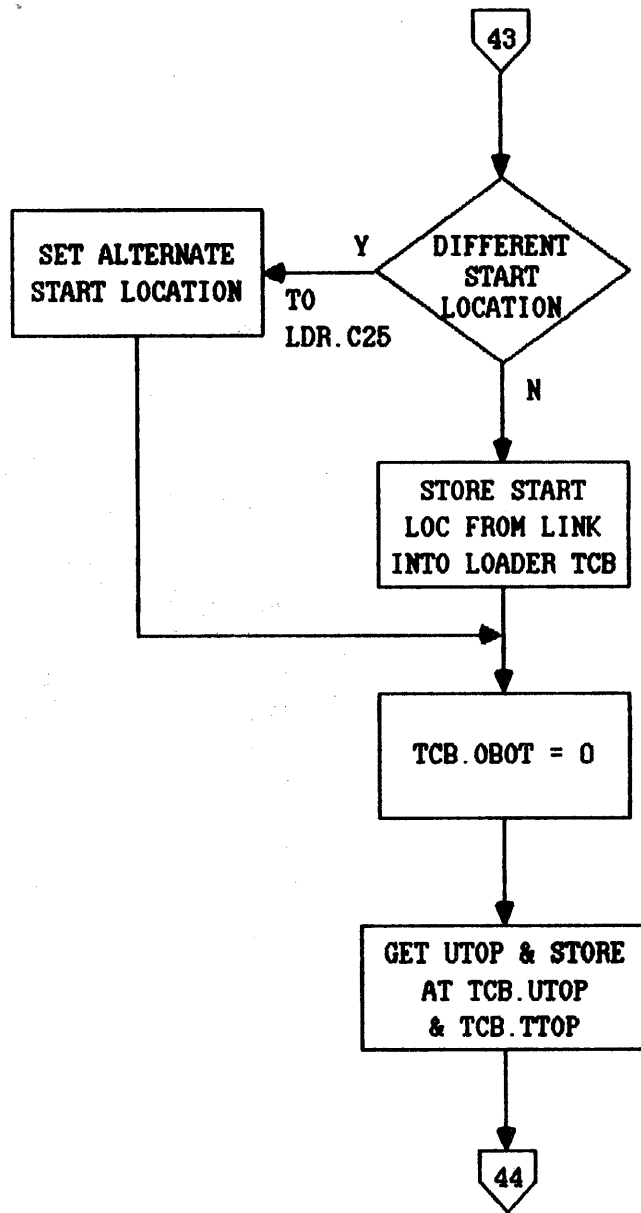 43
DIFFERENT
START
LOCATION
Y
TO
LDR.C25
SET ALTERNATE
START LOCATION
N
STORE START
LOC FROM LINK
INTO LOADER TCB
TCB.OBOT = 0
GET UTOP & STORE
AT TCB.UTOP
& TCB.TTOP
44